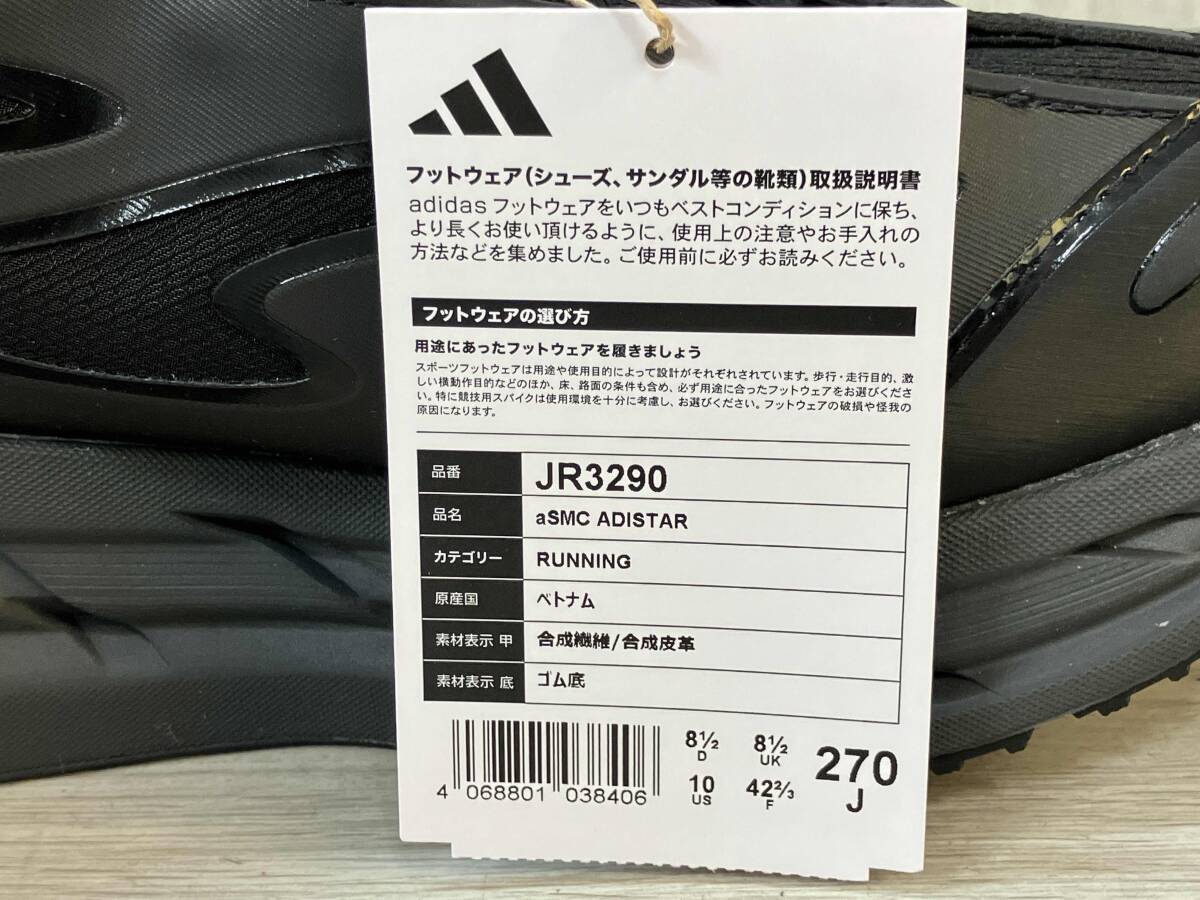 フットウェア(シューズ、サンダル等の靴類)取扱説明書
adidas フットウェアをいつもベストコンディションに保ち、
より長くお使い頂けるように、使用上の注意やお手入れの
方法などを集めました。ご使用前に必ずお読みください。
フットウェアの選び方
用途にあったフットウェアを履きましょう
スポーツフットウェアは用途や使用目的によって設計がそれぞれされています。歩行・走行目的、激
しい横動作目的などのほか、床、路面の条件も含め、必ず用途に合ったフットウェアをお選びくださ
い。特に競技用スパイクは使用環境を十分に考慮し、お選びください。フットウェアの破損や怪我の
原因になります。
品番 JR3290
品名 aSMC ADISTAR
カテゴリー RUNNING
原産国 ベトナム
素材表示 甲 合成繊維/合成皮革
素材表示 底 ゴム底
8½ D 8½ UK 270 J
10 US 42⅔ F
4 068801 038406